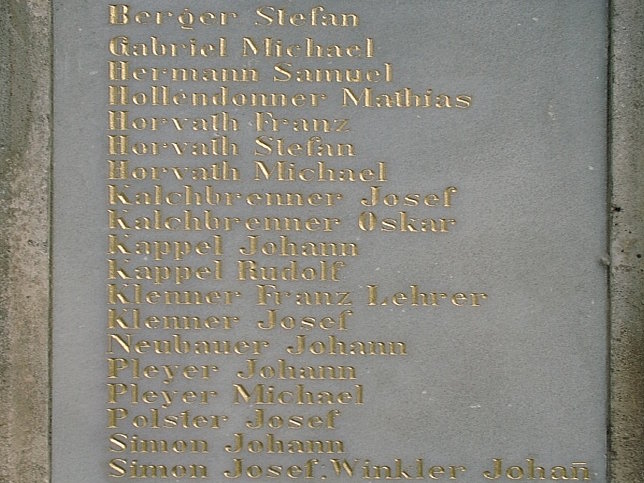 Berger Stefan
Gabriel Michael
Hermann Samuel
Hollendonner Mathias
Horvath Franz
Horvath Stefan
Horvath Michael
Kalchbrenner Josef
Kalchbrenner Oskar
Kappel Johann
Kappel Rudolf
Klenner Franz Lehrer
Klenner Josef
Neubauer Johann
Pleyer Johann
Pleyer Michael
Polster Josef
Simon Johann
Simon Josef.Winkler Johan̄